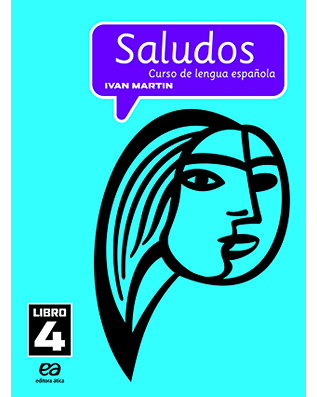 Saludos
Curso de lengua española
IVAN MARTIN
LIBRO
4
ea
editora ática